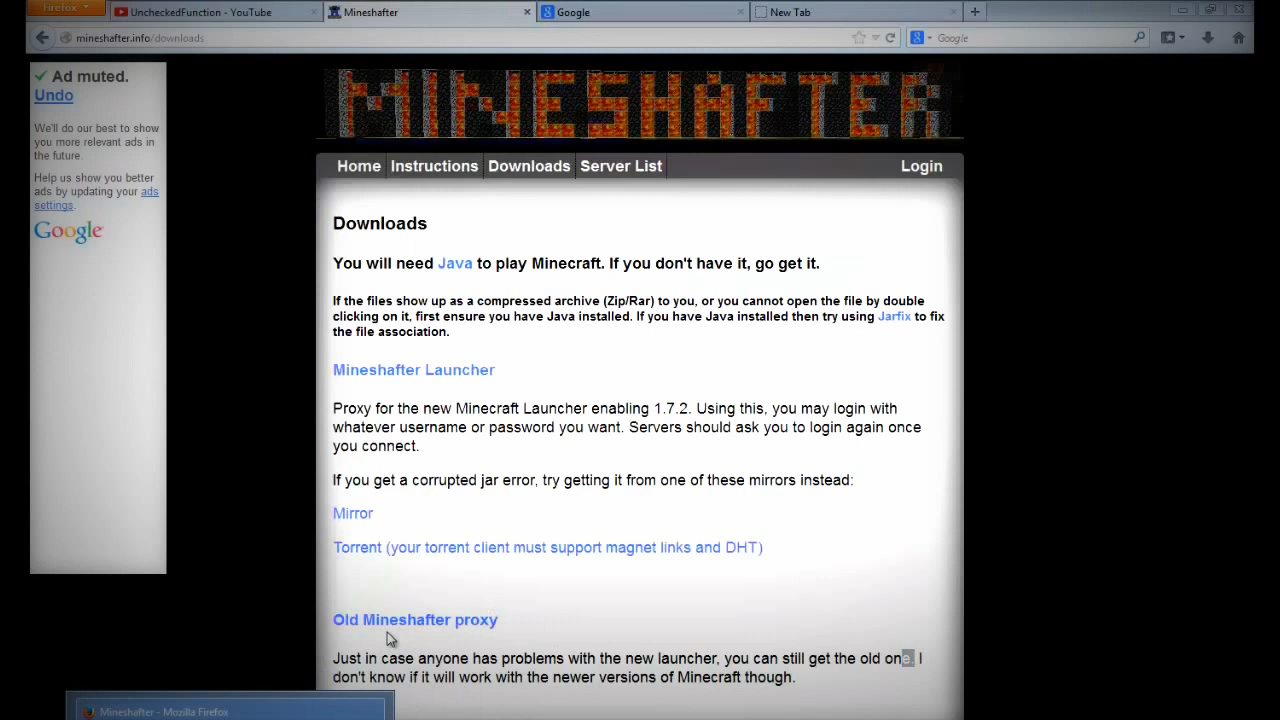 Firefox
UncheckedFunction - YouTube
Mineshafter
Google
New Tab
mineshafter.info/downloads
Google
Ad muted.
Undo
We'll do our best to show
you more relevant ads in
the future.
Help us show you better
ads by updating your ads
settings.
Google
MINESHAFTER
Home
Instructions
Downloads
Server List
Login
Downloads
You will need Java to play Minecraft. If you don't have it, go get it.
If the files show up as a compressed archive (Zip/Rar) to you, or you cannot open the file by double
clicking on it, first ensure you have Java installed. If you have Java installed then try using Jarfix to fix
the file association.
Mineshafter Launcher
Proxy for the new Minecraft Launcher enabling 1.7.2. Using this, you may login with
whatever username or password you want. Servers should ask you to login again once
you connect.
If you get a corrupted jar error, try getting it from one of these mirrors instead:
Mirror
Torrent (your torrent client must support magnet links and DHT)
Old Mineshafter proxy
Just in case anyone has problems with the new launcher, you can still get the old one. I
don't know if it will work with the newer versions of Minecraft though.
Mineshafter - Mozilla Firefox